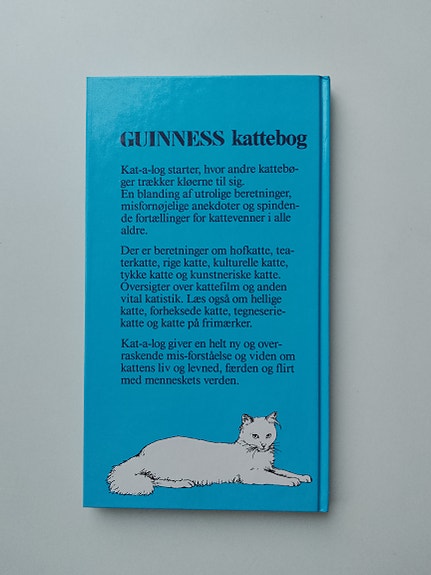 GUINNESS kattebog
Kat-a-log starter, hvor andre kattebø-
ger trækker kløerne til sig.
En blanding af utrolige beretninger,
misfornøjelige anekdoter og spinden-
de fortællinger for kattevenner i alle
aldre.
Der er beretninger om hofkatte, tea-
terkatte, rige katte, kulturelle katte,
tykke katte og kunstneriske katte.
Oversigter over kattefilm og anden
vital katistik. Læs også om hellige
katte, forheksede katte, tegneserie-
katte og katte på frimærker.
Kat-a-log giver en helt ny og over-
raskende mis-forståelse og viden om
kattens liv og levned, færden og flirt
med menneskets verden.